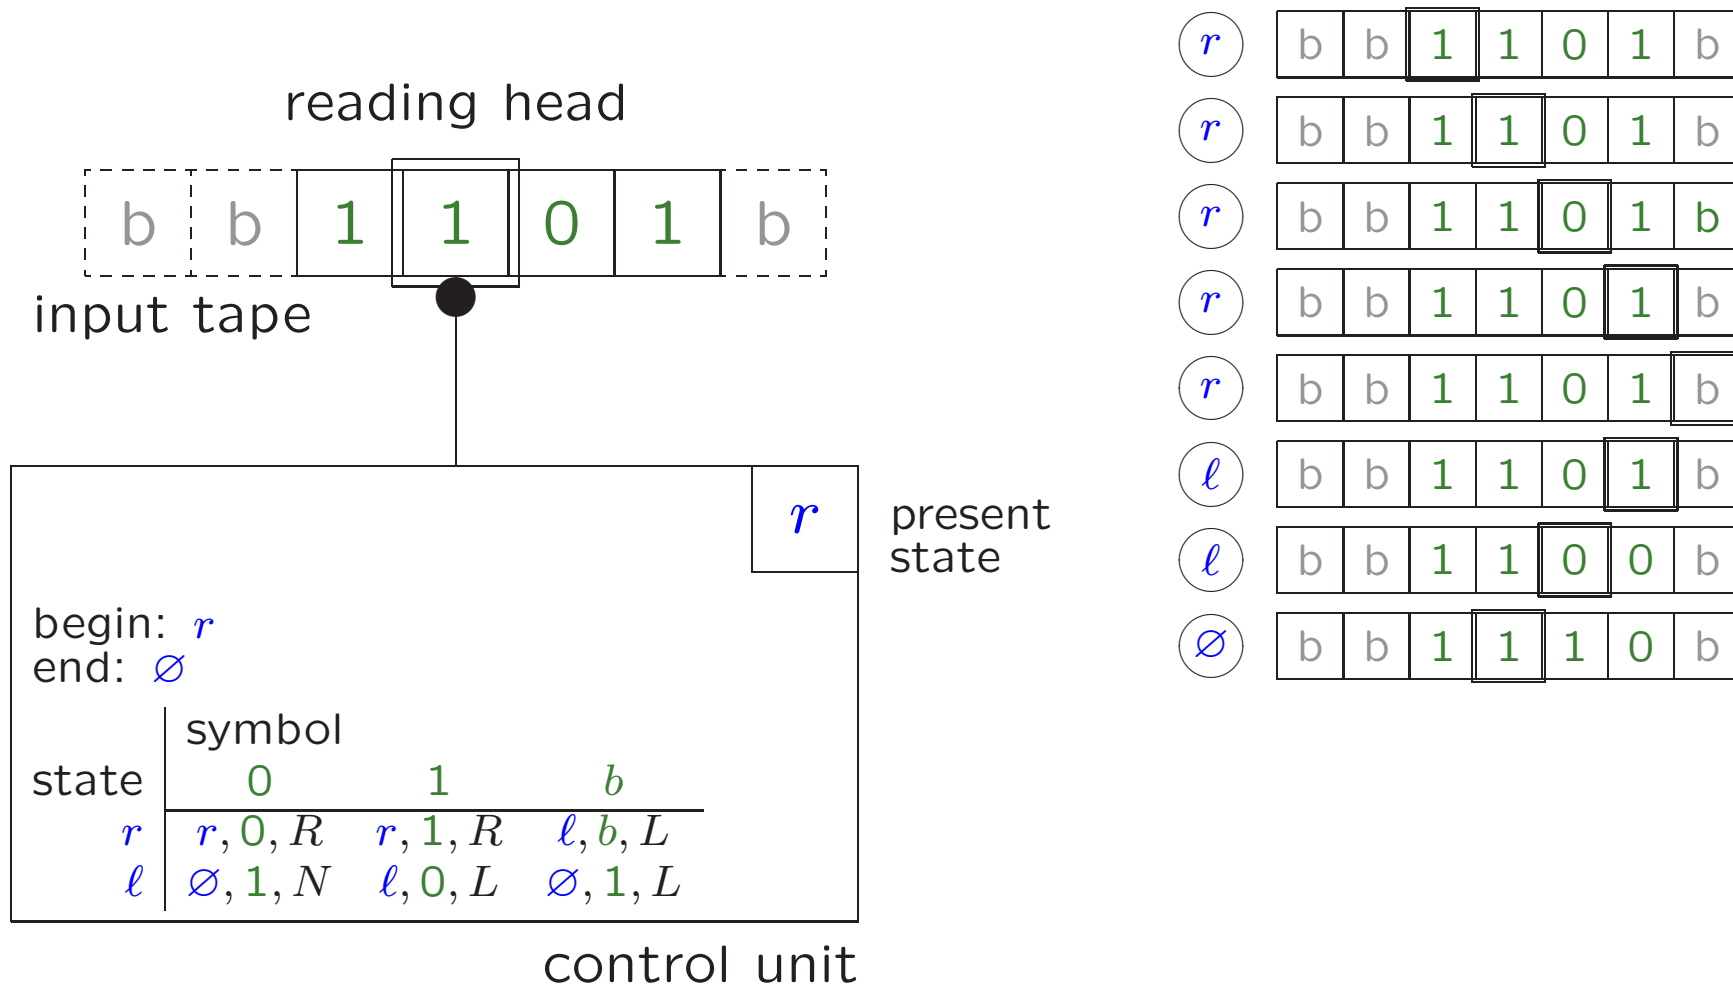 reading head
b b 1 1 0 1 b
input tape
r
present
state
begin: r
end: ∅
symbol
state 0 1 b
r r, 0, R r, 1, R ℓ, b, L
ℓ ∅, 1, N ℓ, 0, L ∅, 1, L
control unit
r b b 1 1 0 1 b
r b b 1 1 0 1 b
r b b 1 1 0 1 b
r b b 1 1 0 1 b
r b b 1 1 0 1 b
ℓ b b 1 1 0 1 b
ℓ b b 1 1 0 0 b
∅ b b 1 1 1 0 b